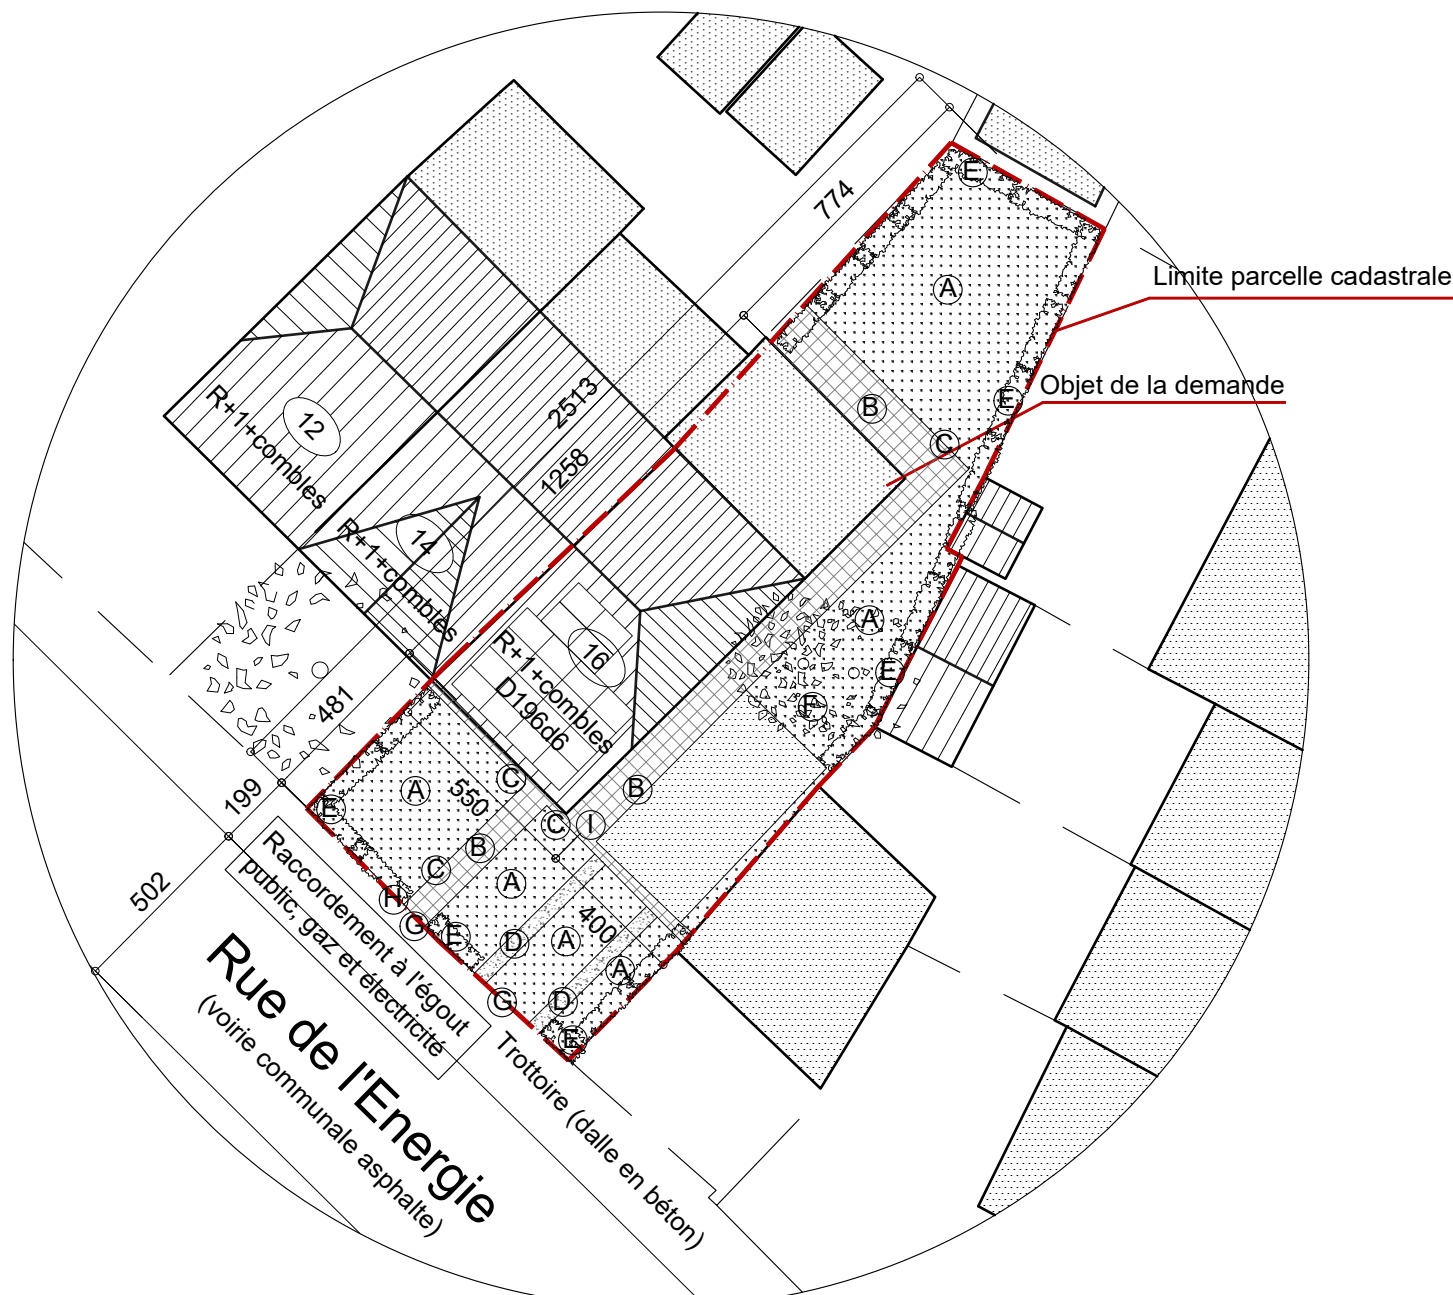 774
E
A
Limite parcelle cadastrale
Objet de la demande
2513
E
B
12
R+1+combles
C
1258
14
R+1+combles
A
16
R+1+combles
D196d6
E
F
481
C
B
A
550
199
E
C
I
B
Raccordement à l'égout
public, gaz et électricité
C
A
502
H
G
E
D
400
A
A
G
D
E
Rue de l'Energie
(voirie communale asphalte)
Trottoire (dalle en béton)